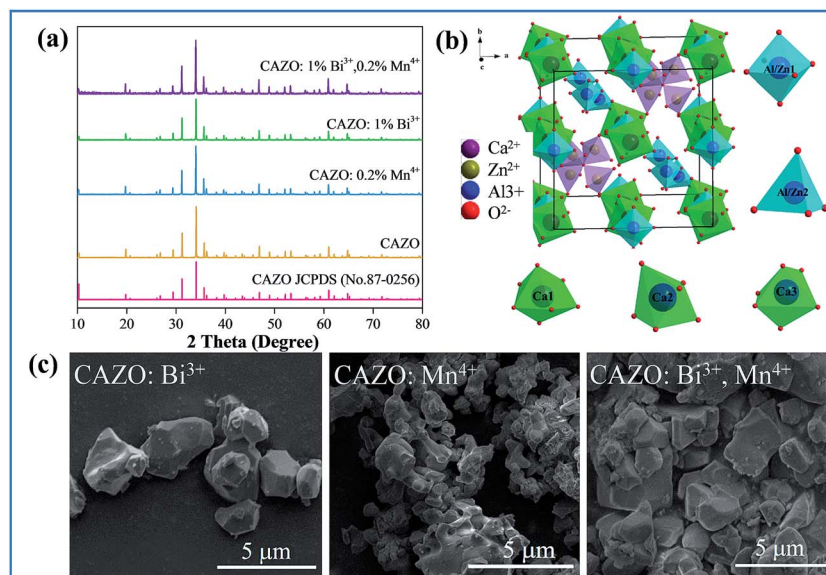 (a)
CAZO: 1% Bi³⁺,0.2% Mn⁴⁺
CAZO: 1% Bi³⁺
CAZO: 0.2% Mn⁴⁺
CAZO
CAZO JCPDS (No.87-0256)
10 20 30 40 50 60 70 80
2 Theta (Degree)
(b)
b
a
c
Al/Zn1
Ca²⁺
Zn²⁺
Al3+
O²⁻
Al/Zn2
Ca1
Ca2
Ca3
(c)
CAZO: Bi³⁺
5 μm
CAZO: Mn⁴⁺
5 μm
CAZO: Bi³⁺, Mn⁴⁺
5 μm